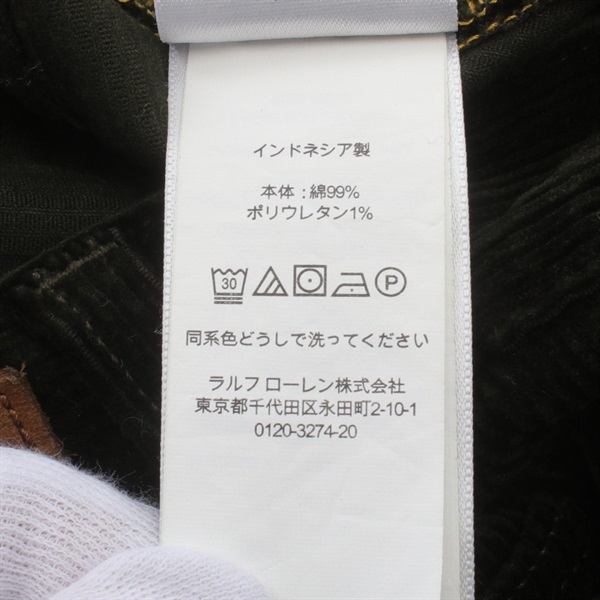 インドネシア製
本体：綿99%
ポリウレタン1%
30
P
同系色どうしで洗ってください
ラルフ ローレン株式会社
東京都千代田区永田町2-10-1
0120-3274-20